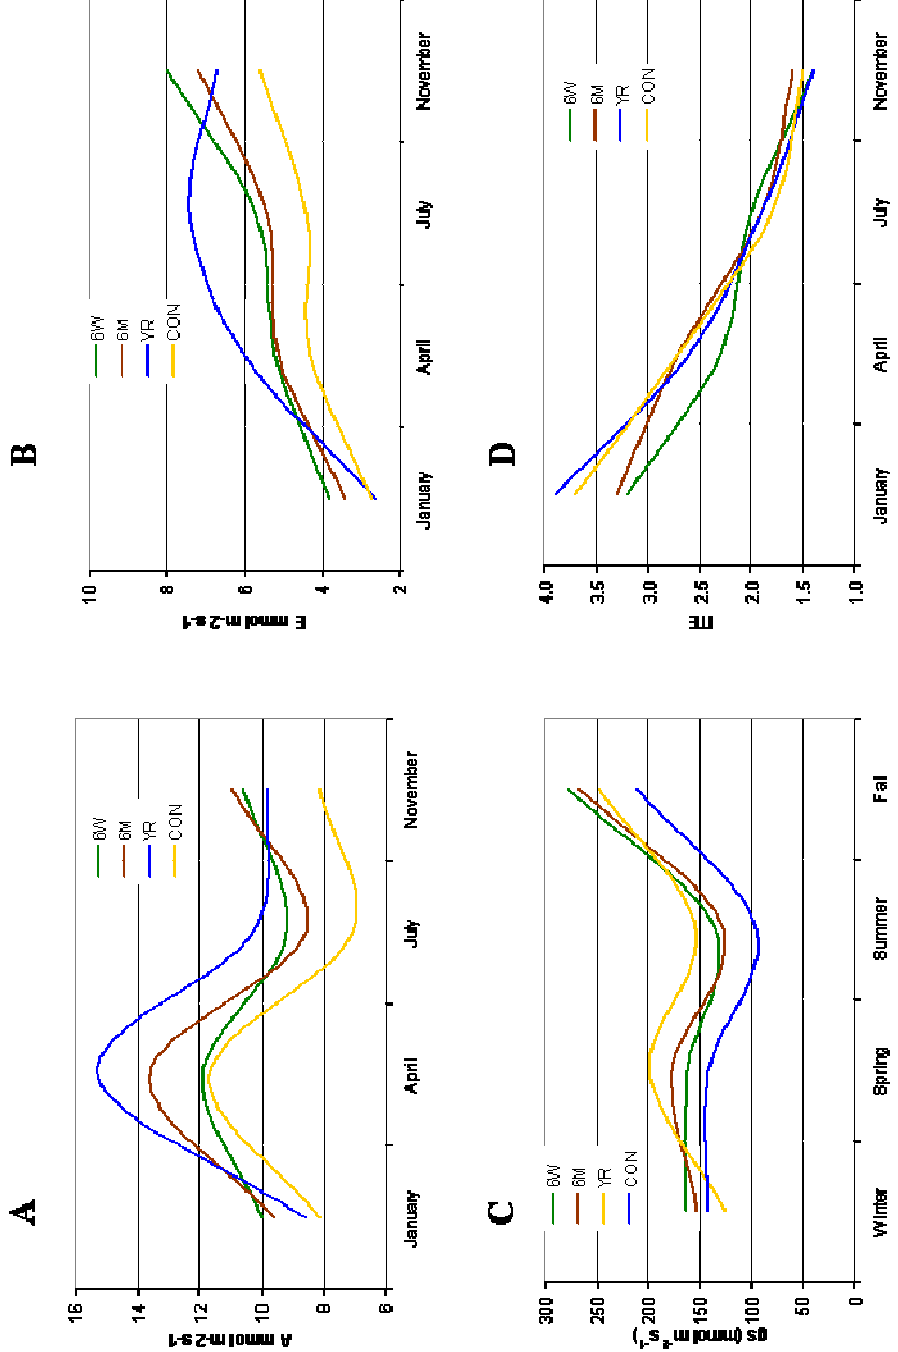 A
16
14
12
10
8
6
A mmol m-2 s-1
January
April
July
November
6W
6M
YR
CON
B
10
8
6
4
2
E mmol m-2 s-1
January
April
July
November
6W
6M
YR
CON
C
300
250
200
150
100
50
0
gs (mmol m-2 s-1)
Winter
Spring
Summer
Fall
6W
6M
YR
CON
D
4.0
3.5
3.0
2.5
2.0
1.5
1.0
ITE
January
April
July
November
6W
6M
YR
CON